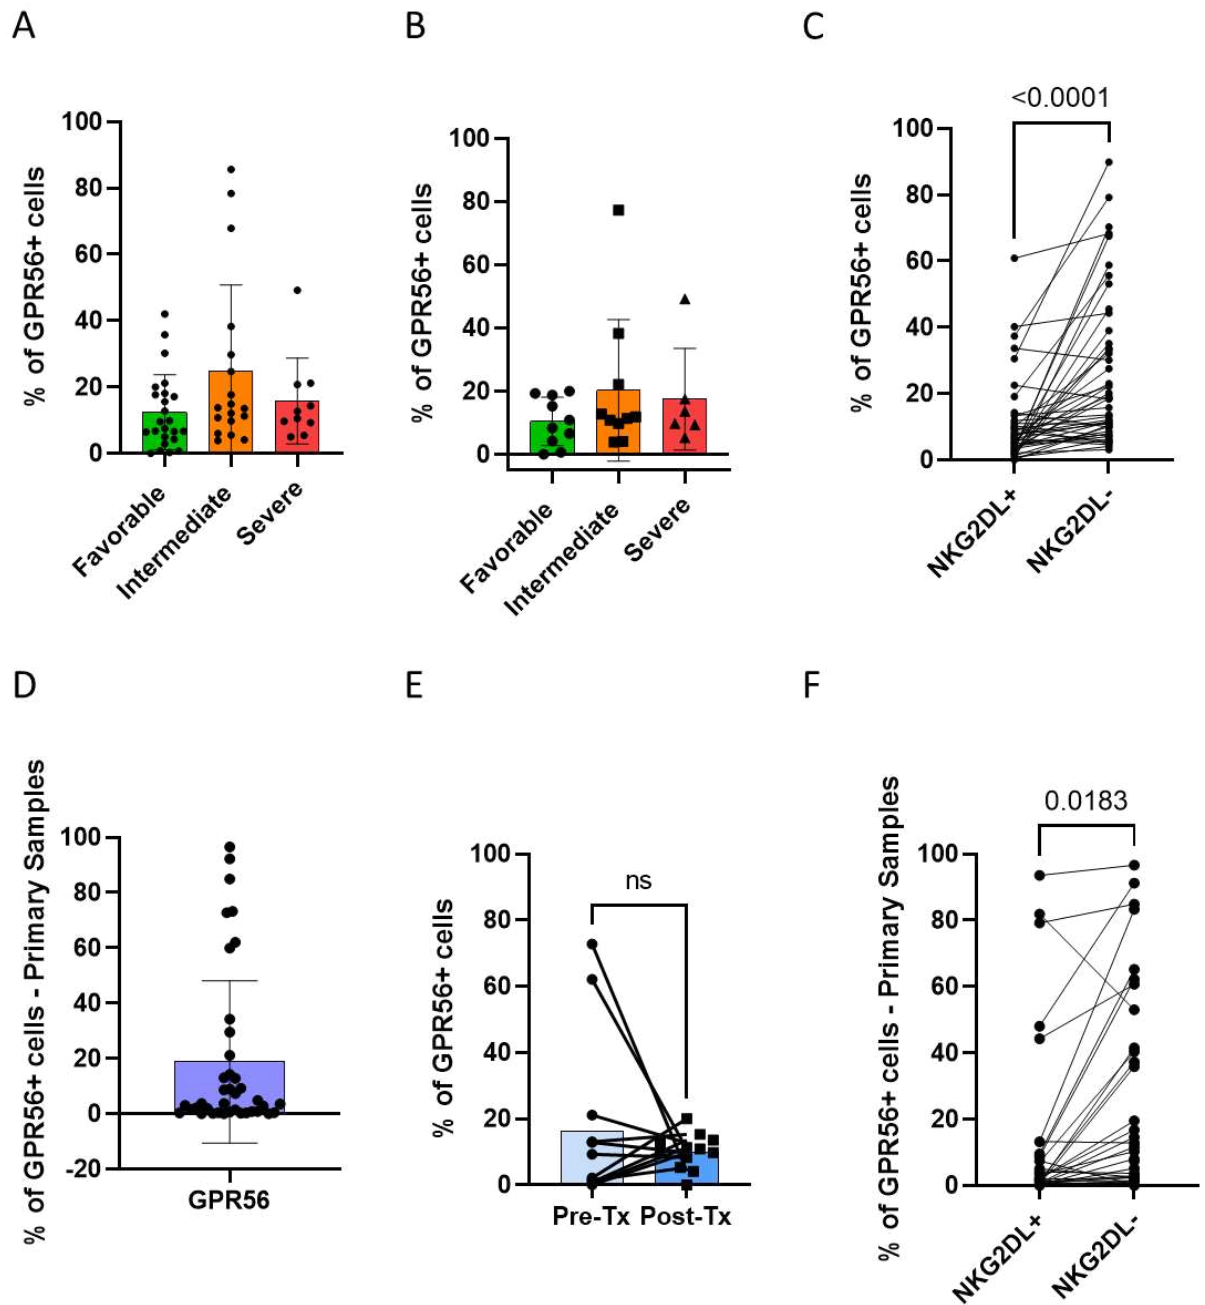 A
% of GPR56+ cells
100
80
60
40
20
0
Favorable
Intermediate
Severe
B
% of GPR56+ cells
100
80
60
40
20
0
Favorable
Intermediate
Severe
C
<0.0001
% of GPR56+ cells
100
80
60
40
20
0
NKG2DL+
NKG2DL-
D
% of GPR56+ cells - Primary Samples
100
80
60
40
20
0
-20
GPR56
E
ns
% of GPR56+ cells
100
80
60
40
20
0
Pre-Tx Post-Tx
F
0.0183
% of GPR56+ cells - Primary Samples
100
80
60
40
20
0
NKG2DL+
NKG2DL-